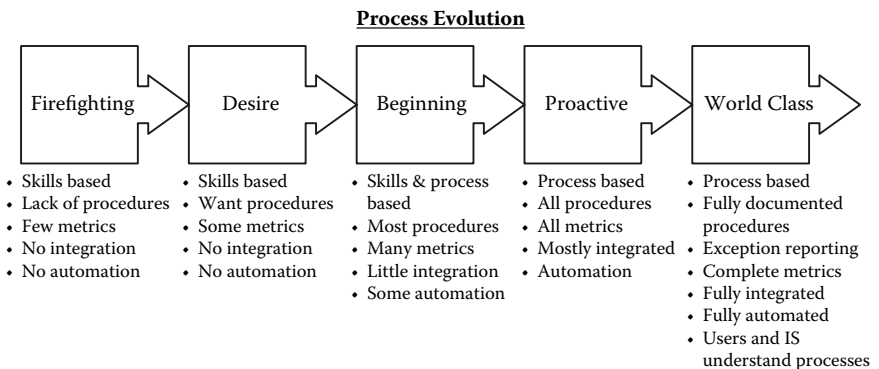 Process Evolution
Firefighting
Desire
Beginning
Proactive
World Class
• Skills based
• Lack of procedures
• Few metrics
• No integration
• No automation
• Skills based
• Want procedures
• Some metrics
• No integration
• No automation
• Skills & process
based
• Most procedures
• Many metrics
• Little integration
• Some automation
• Process based
• All procedures
• All metrics
• Mostly integrated
• Automation
• Process based
• Fully documented
procedures
• Exception reporting
• Complete metrics
• Fully integrated
• Fully automated
• Users and IS
understand processes